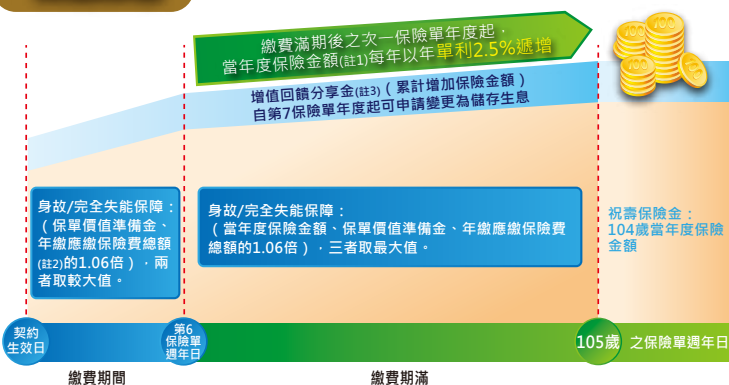 繳費滿期後之次一保險單年度起，
當年度保險金額(註1)每年以年單利2.5%遞增
增值回饋分享金(註3)（累計增加保險金額）
自第7保險單年度起可申請變更為儲存生息
身故/完全失能保障：
（保單價值準備金、
年繳應繳保險費總額
(註2)的1.06倍），兩
者取較大值。
身故/完全失能保障：
（當年度保險金額、保單價值準備金、年繳應繳保險費
總額的1.06倍），三者取最大值。
祝壽保險金：
104歲當年度保險
金額
契約
生效日
第6
保險單
週年日
105歲 之保險單週年日
繳費期間
繳費期滿
100
100
100